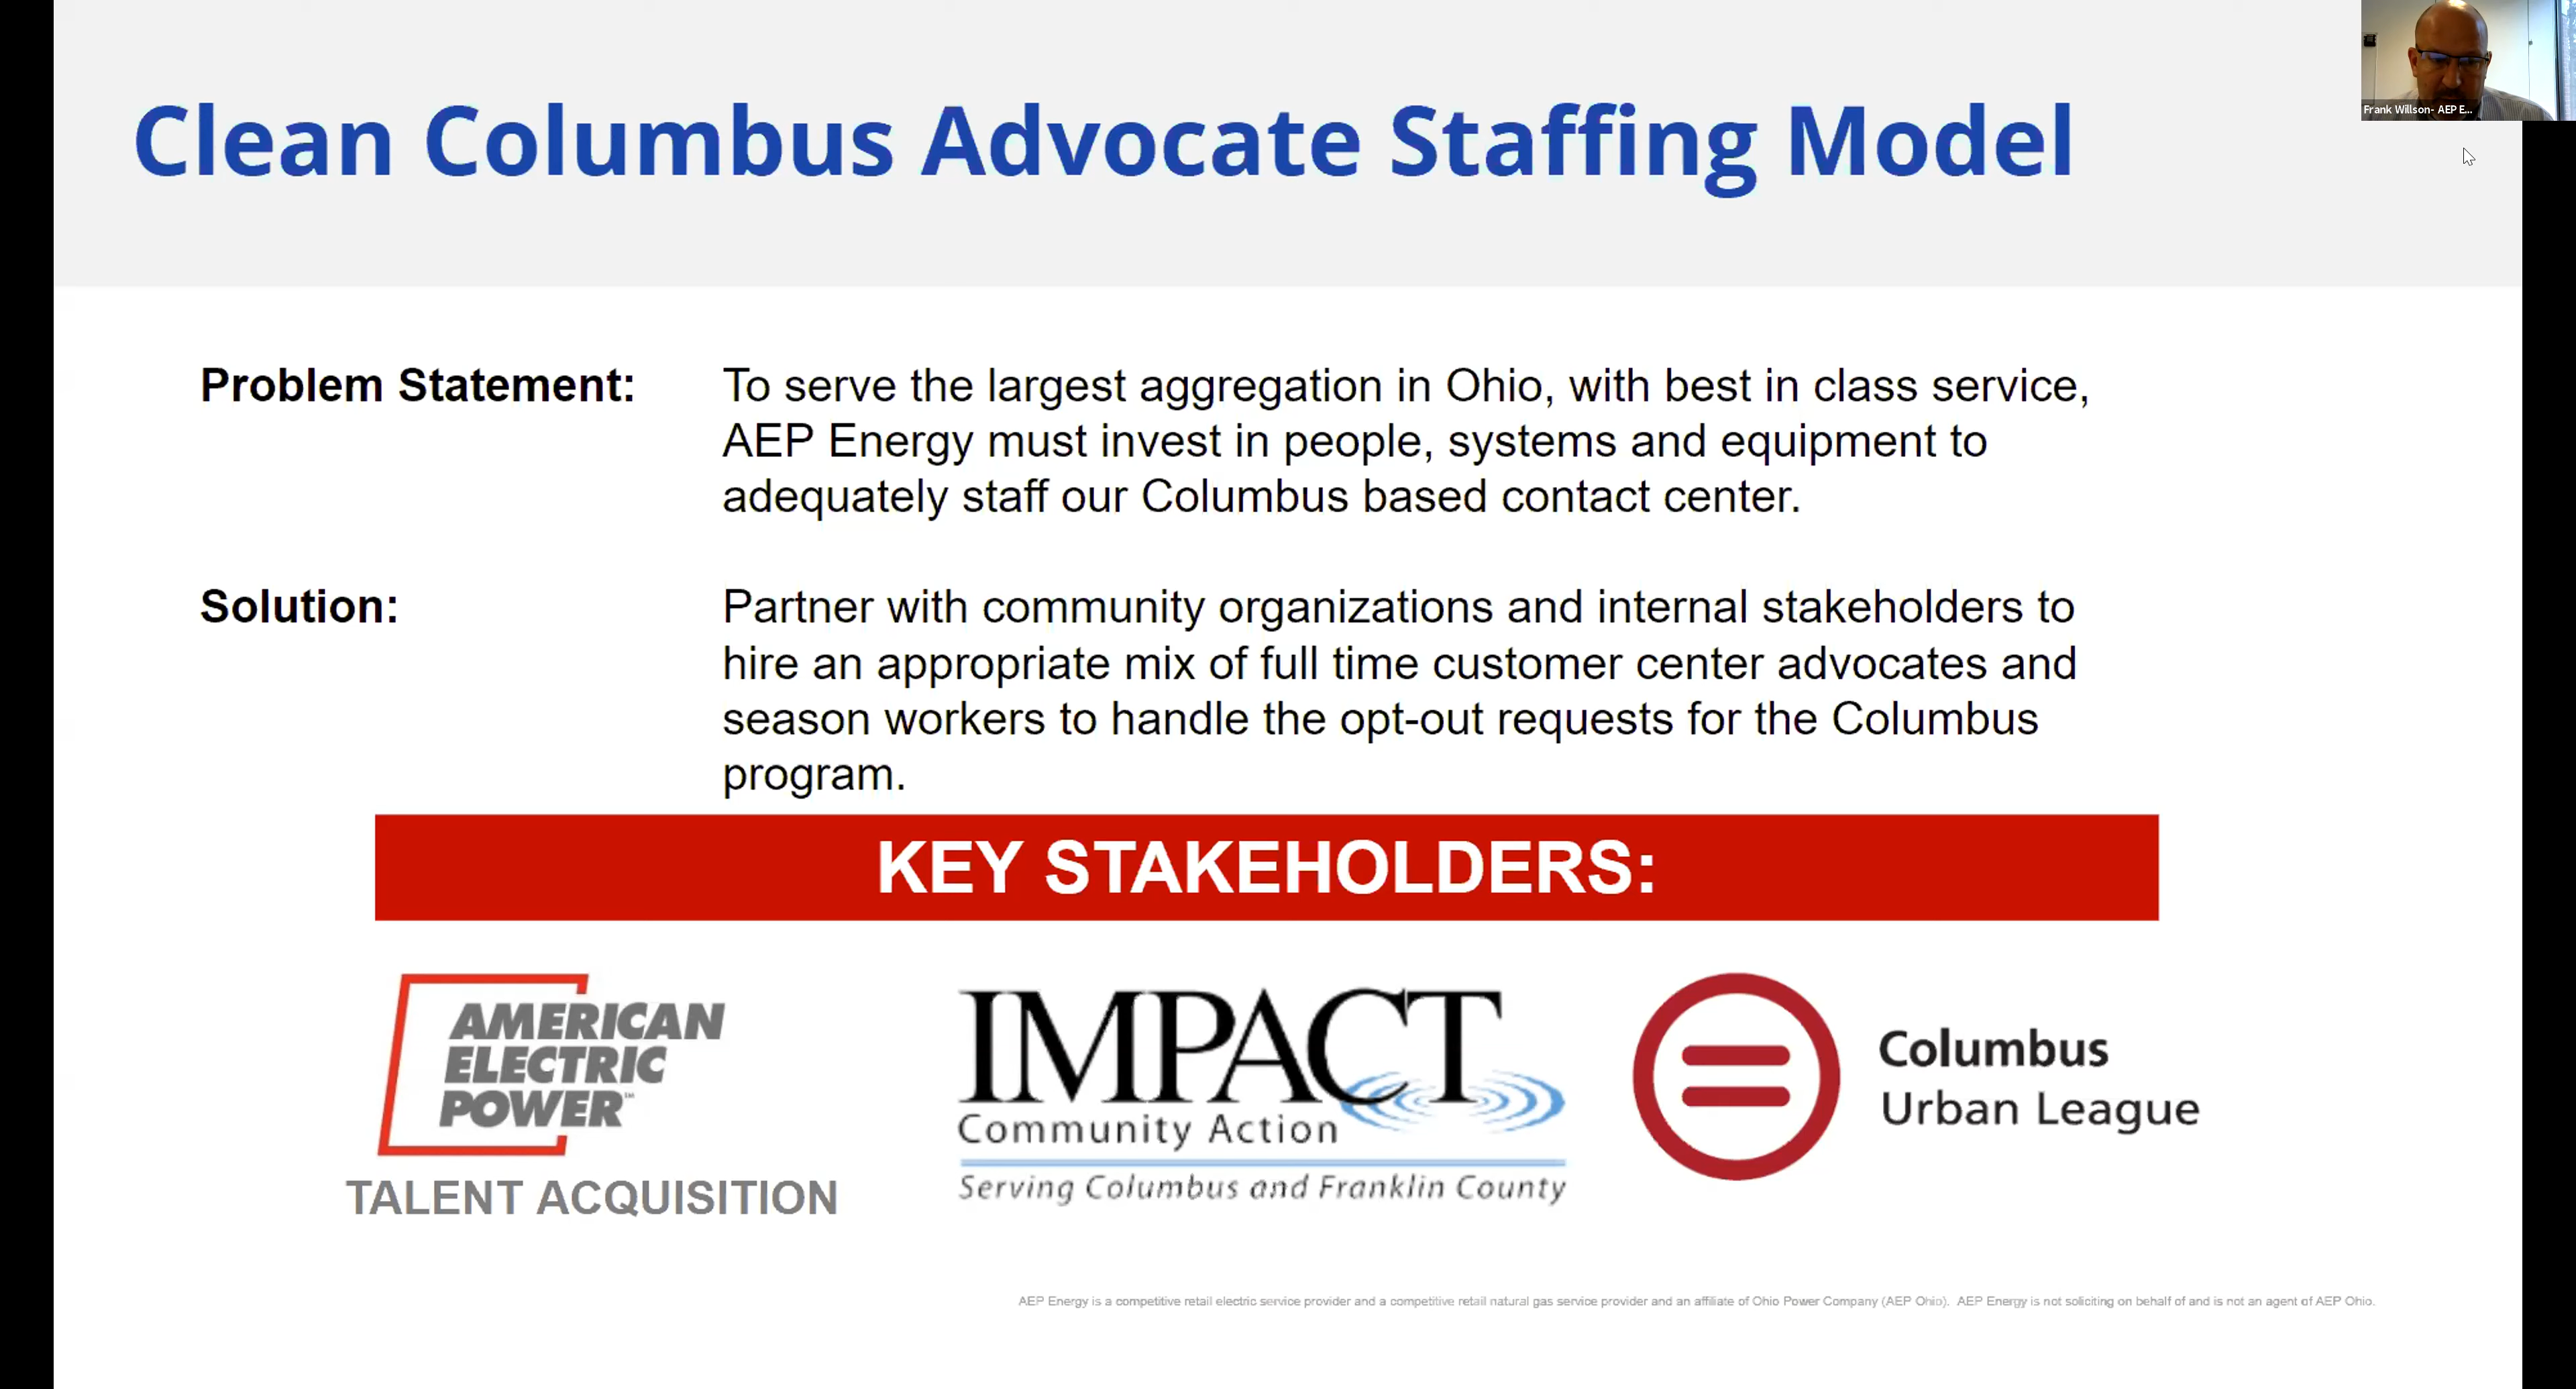 Clean Columbus Advocate Staffing Model
Frank Willson- AEP E...
Problem Statement:
To serve the largest aggregation in Ohio, with best in class service,
AEP Energy must invest in people, systems and equipment to
adequately staff our Columbus based contact center.
Solution:
Partner with community organizations and internal stakeholders to
hire an appropriate mix of full time customer center advocates and
season workers to handle the opt-out requests for the Columbus
program.
KEY STAKEHOLDERS:
AMERICAN
ELECTRIC
POWER℠
TALENT ACQUISITION
IMPACT
Community Action
Serving Columbus and Franklin County
Columbus
Urban League
AEP Energy is a competitive retail electric service provider and a competitive retail natural gas service provider and an affiliate of Ohio Power Company (AEP Ohio). AEP Energy is not soliciting on behalf of and is not an agent of AEP Ohio.